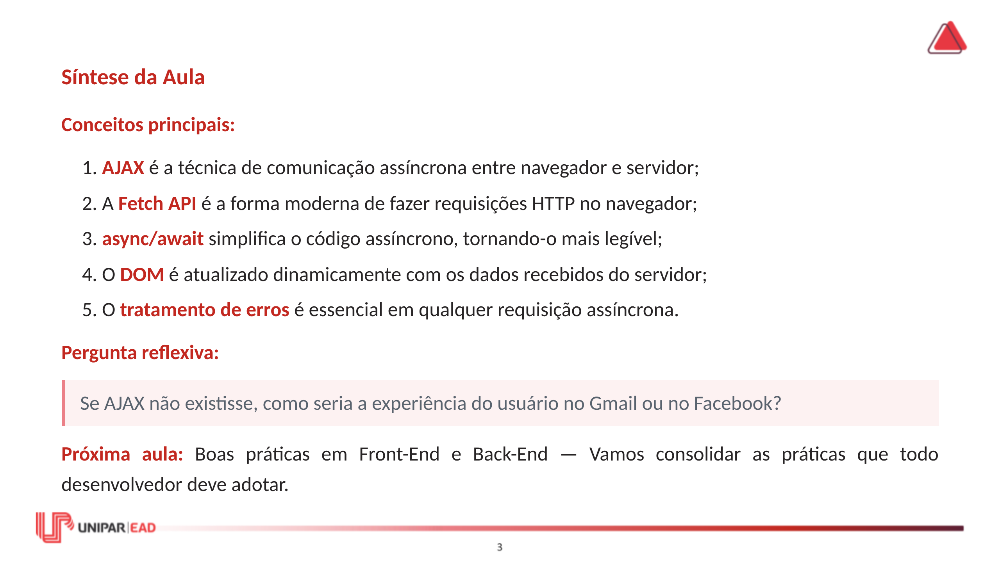 Síntese da Aula
Conceitos principais:
1. AJAX é a técnica de comunicação assíncrona entre navegador e servidor;
2. A Fetch API é a forma moderna de fazer requisições HTTP no navegador;
3. async/await simplifica o código assíncrono, tornando-o mais legível;
4. O DOM é atualizado dinamicamente com os dados recebidos do servidor;
5. O tratamento de erros é essencial em qualquer requisição assíncrona.
Pergunta reflexiva:
Se AJAX não existisse, como seria a experiência do usuário no Gmail ou no Facebook?
Próxima aula: Boas práticas em Front-End e Back-End — Vamos consolidar as práticas que todo
desenvolvedor deve adotar.
UNIPAR|EAD
3